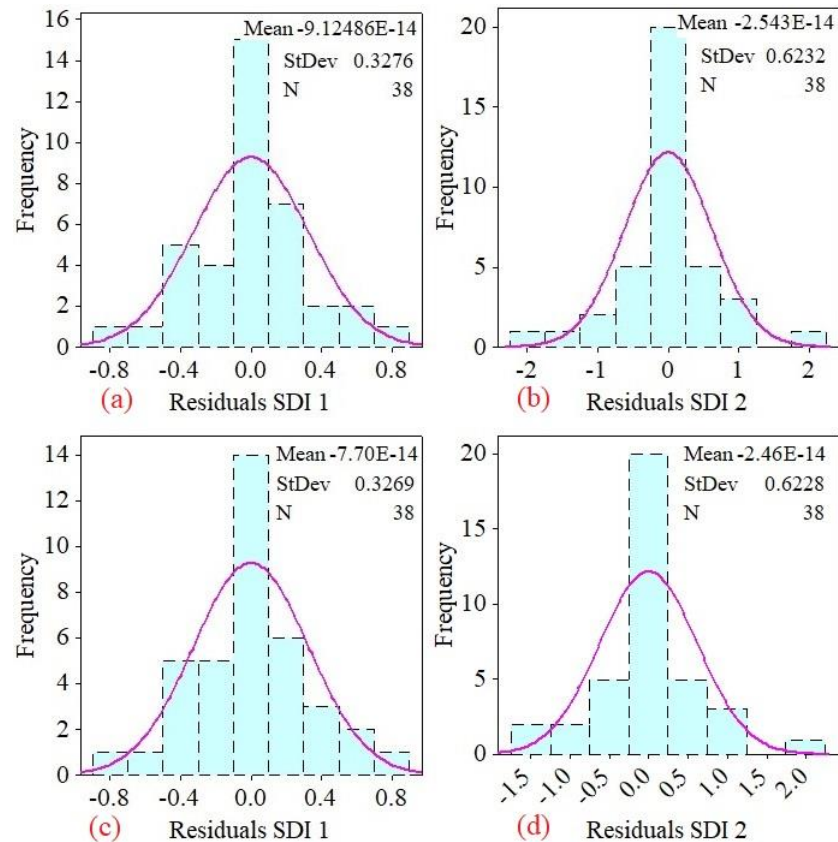 Mean -9.12486E-14
StDev 0.3276
N 38
16
14
12
10
8
6
4
2
0
Frequency
-0.8 -0.4 0.0 0.4 0.8
(a) Residuals SDI 1
Mean -2.543E-14
StDev 0.6232
N 38
20
15
10
5
0
Frequency
-2 -1 0 1 2
(b) Residuals SDI 2
Mean -7.70E-14
StDev 0.3269
N 38
14
12
10
8
6
4
2
0
Frequency
-0.8 -0.4 0.0 0.4 0.8
(c) Residuals SDI 1
Mean -2.46E-14
StDev 0.6228
N 38
20
15
10
5
0
Frequency
-1.5 -1.0 -0.5 0.0 0.5 1.0 1.5 2.0
(d) Residuals SDI 2